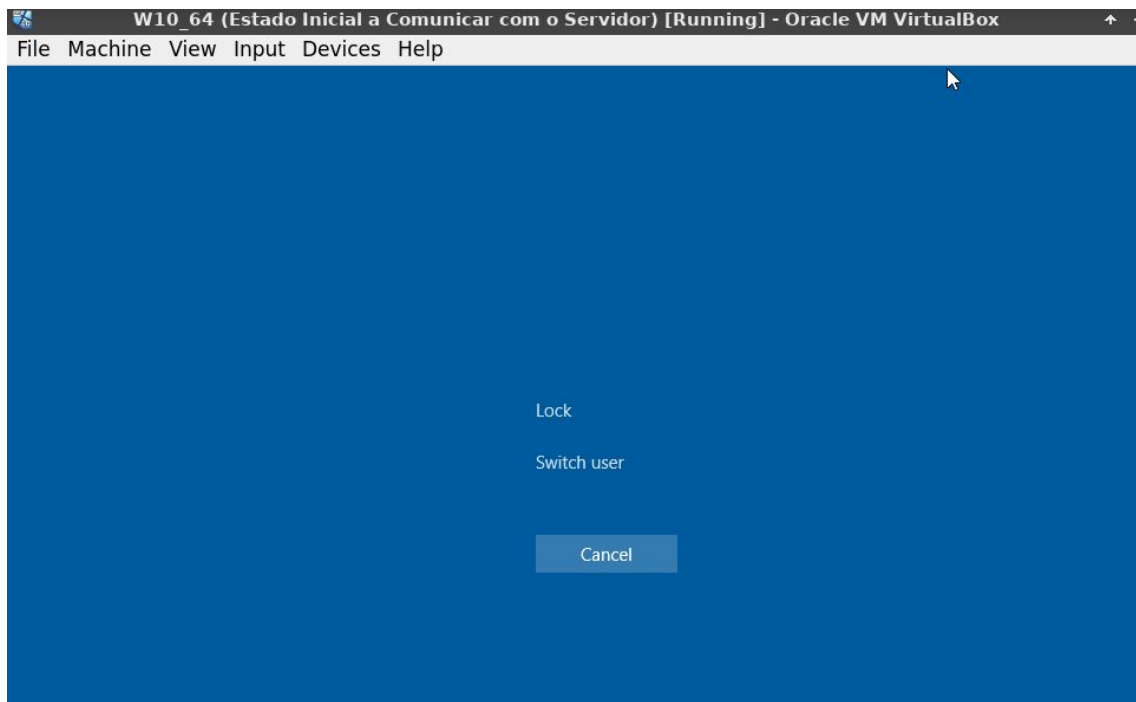 W10_64 (Estado Inicial a Comunicar com o Servidor) [Running] - Oracle VM VirtualBox
File Machine View Input Devices Help
Lock
Switch user
Cancel